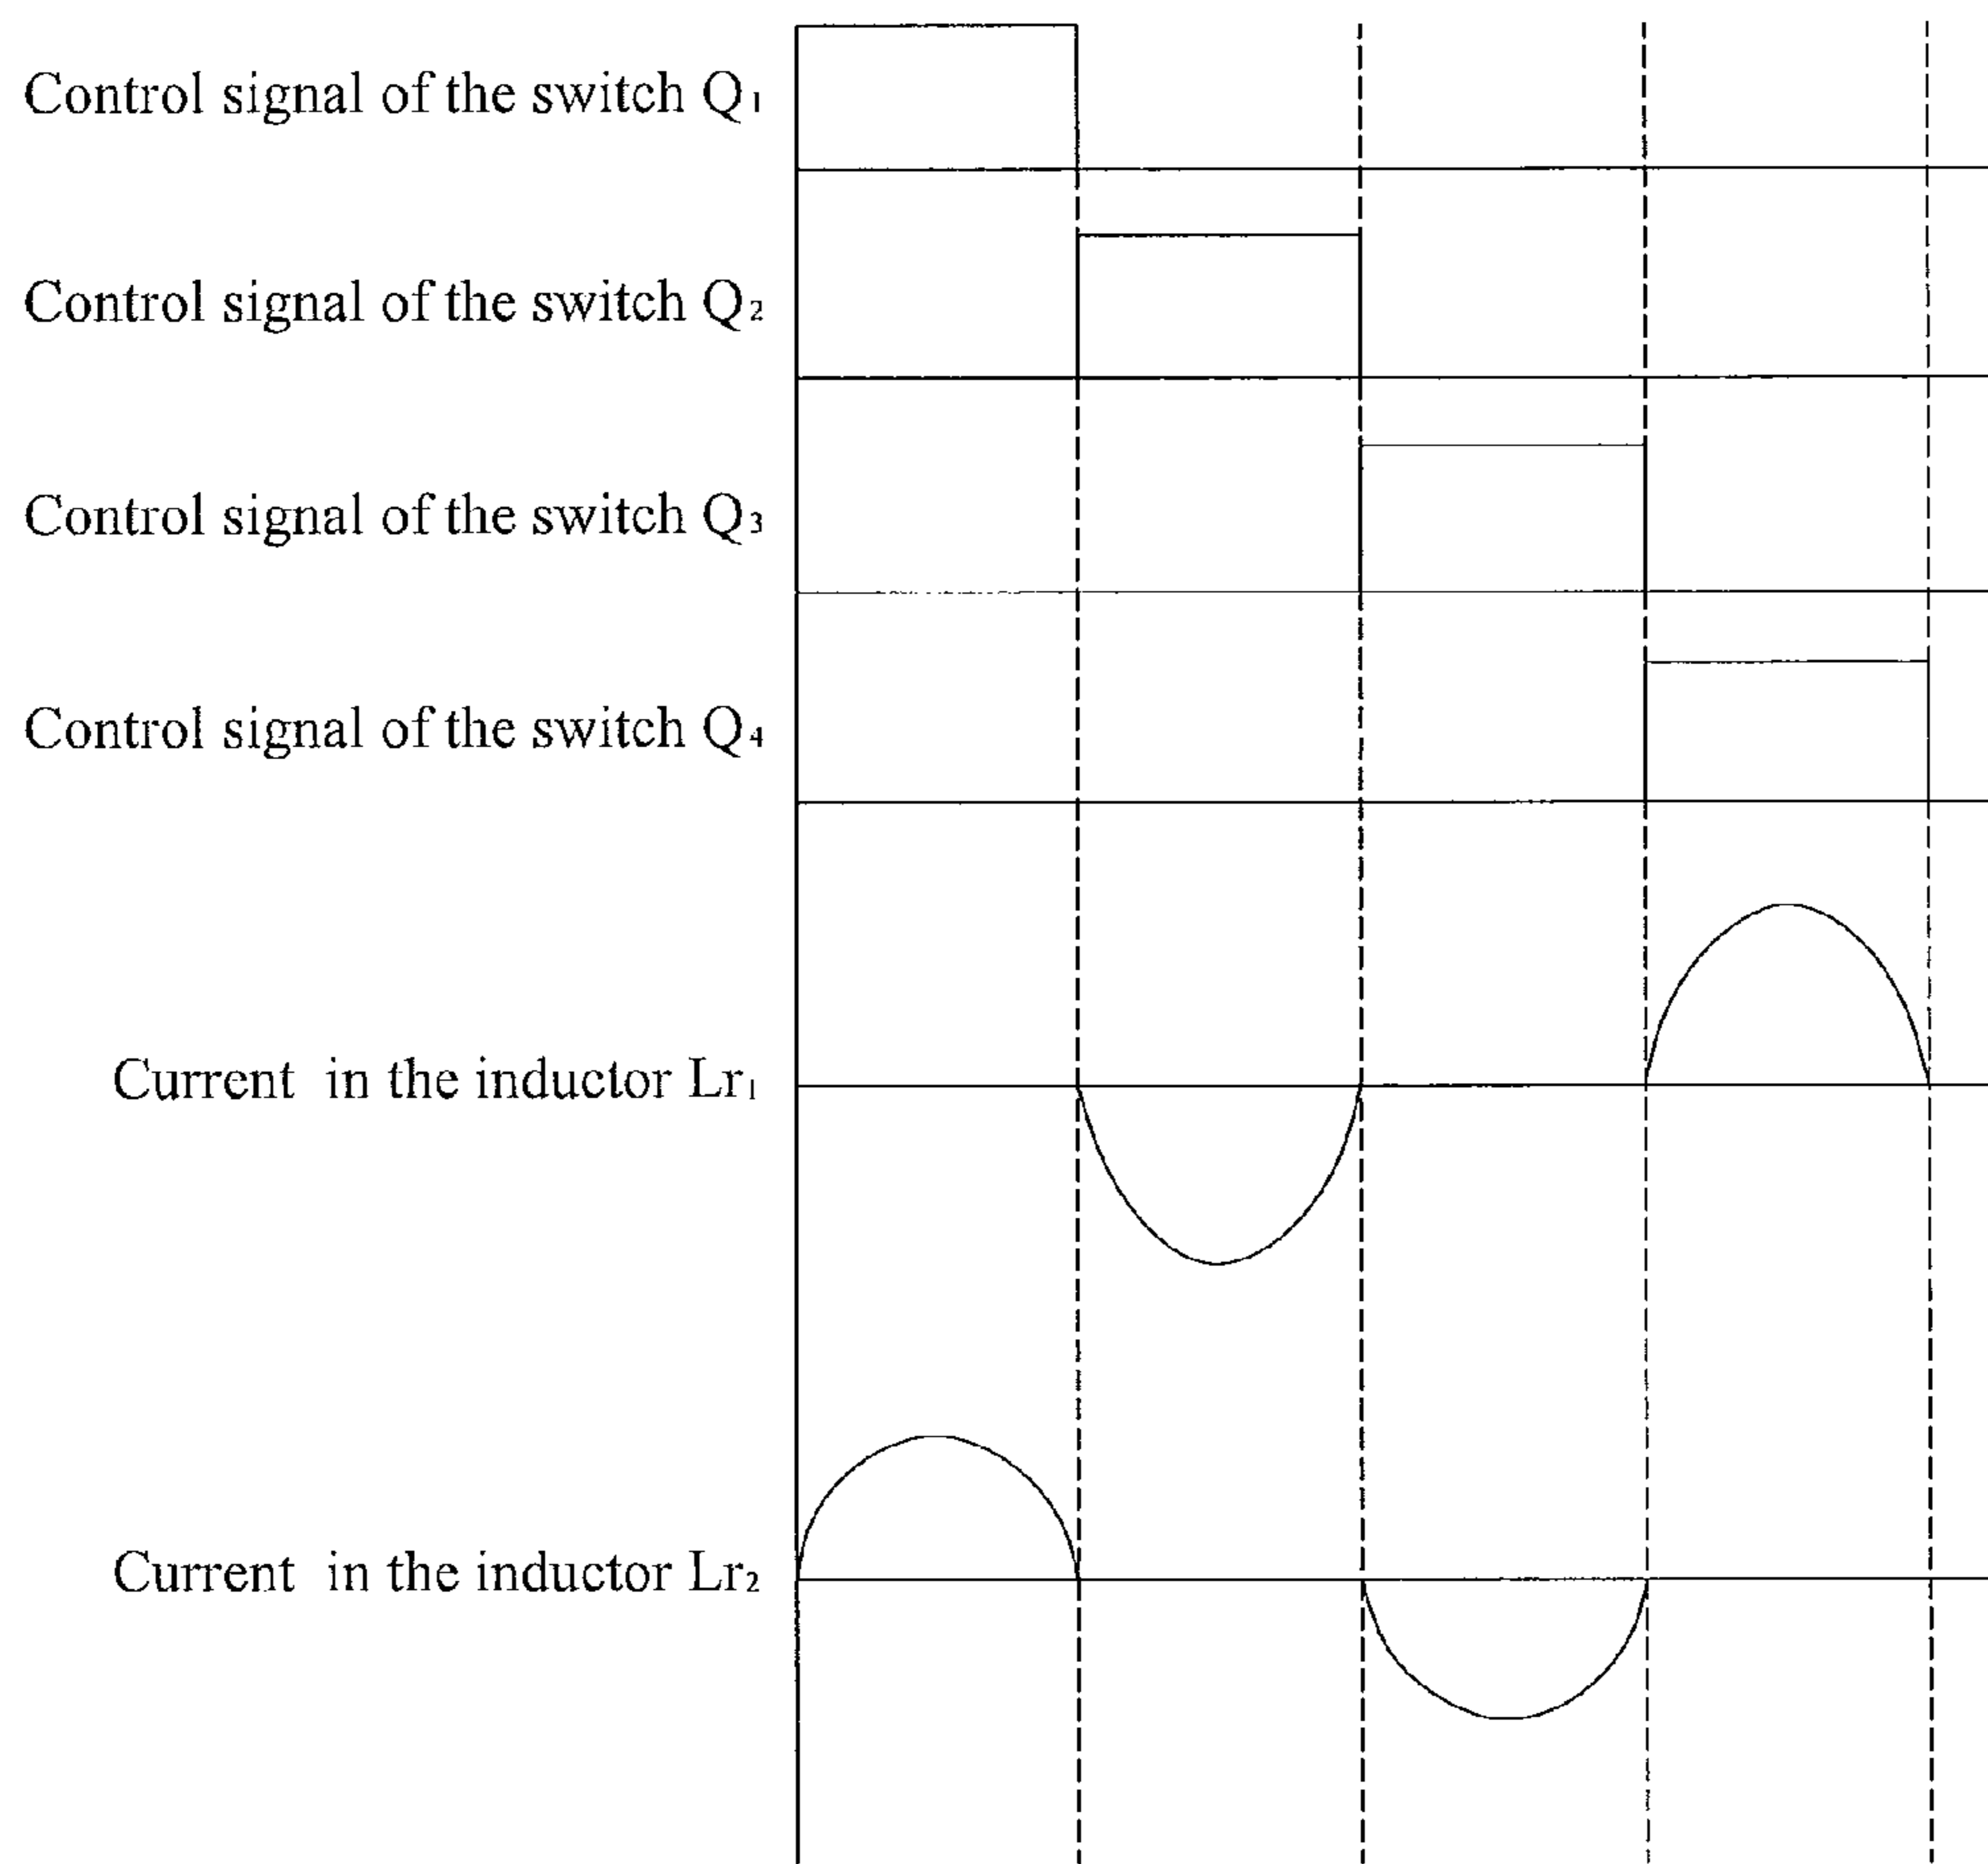 Control signal of the switch Q₁
Control signal of the switch Q₂
Control signal of the switch Q₃
Control signal of the switch Q₄
Current in the inductor Lr₁
Current in the inductor Lr₂